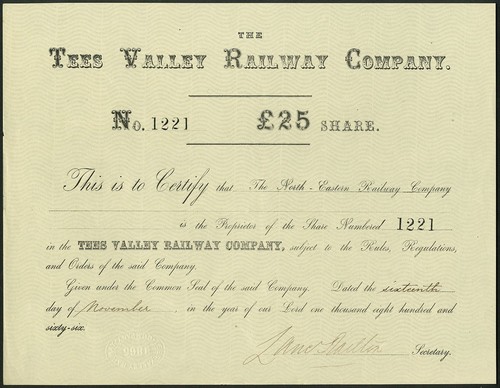 THE
TEES VALLEY RAILWAY COMPANY.
No. 1221 £25 SHARE.
This is to Certify that The North-Eastern Railway Company
is the Proprietor of the Share Numbered 1221
in the TEES VALLEY RAILWAY COMPANY, subject to the Rules, Regulations,
and Orders of the said Company.
Given under the Common Seal of the said Company. Dated the sixteenth
day of November in the year of our Lord one thousand eight hundred and
sixty-six.
Secretary.